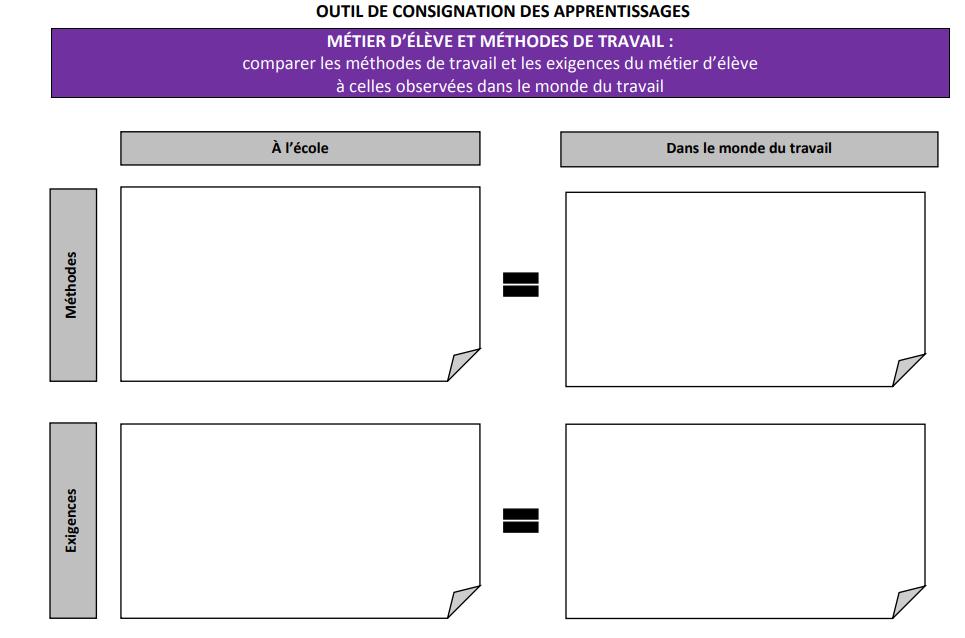 OUTIL DE CONSIGNATION DES APPRENTISSAGES
MÉTIER D’ÉLÈVE ET MÉTHODES DE TRAVAIL :
comparer les méthodes de travail et les exigences du métier d’élève
à celles observées dans le monde du travail
À l’école
Dans le monde du travail
Méthodes
Exigences